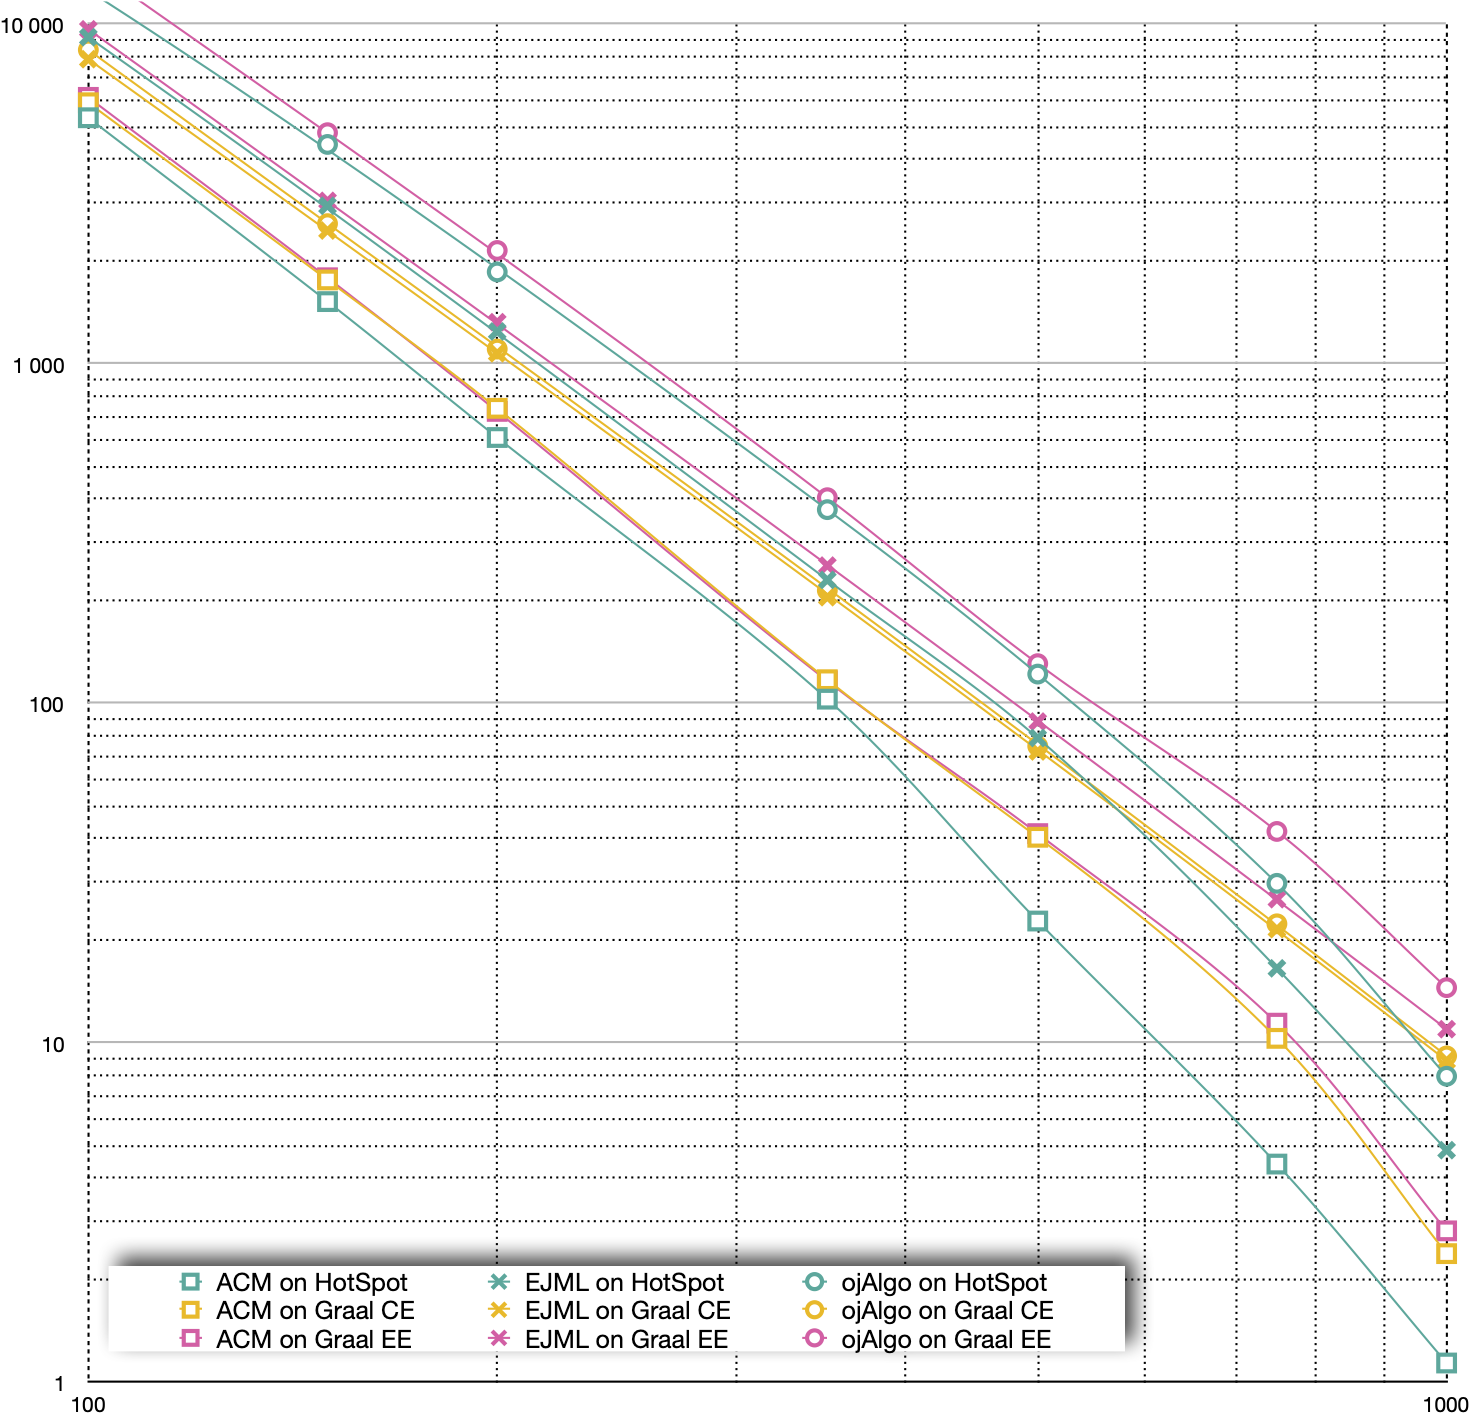 10 000
1 000
100
10
1
100
1000
ACM on HotSpot
EJML on HotSpot
ojAlgo on HotSpot
ACM on Graal CE
EJML on Graal CE
ojAlgo on Graal CE
ACM on Graal EE
EJML on Graal EE
ojAlgo on Graal EE